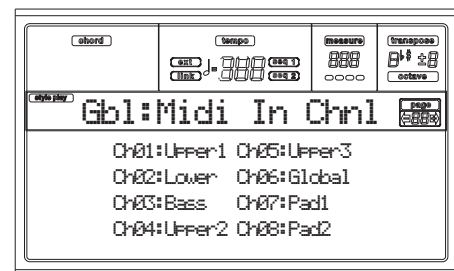 chord tempo measure transpose
ext seq 1
link seq 2
octave
style play page
Gbl:Midi In Chnl
Ch01:Upper1 Ch05:Upper3
Ch02:Lower Ch06:Global
Ch03:Bass Ch07:Pad1
Ch04:Upper2 Ch08:Pad2